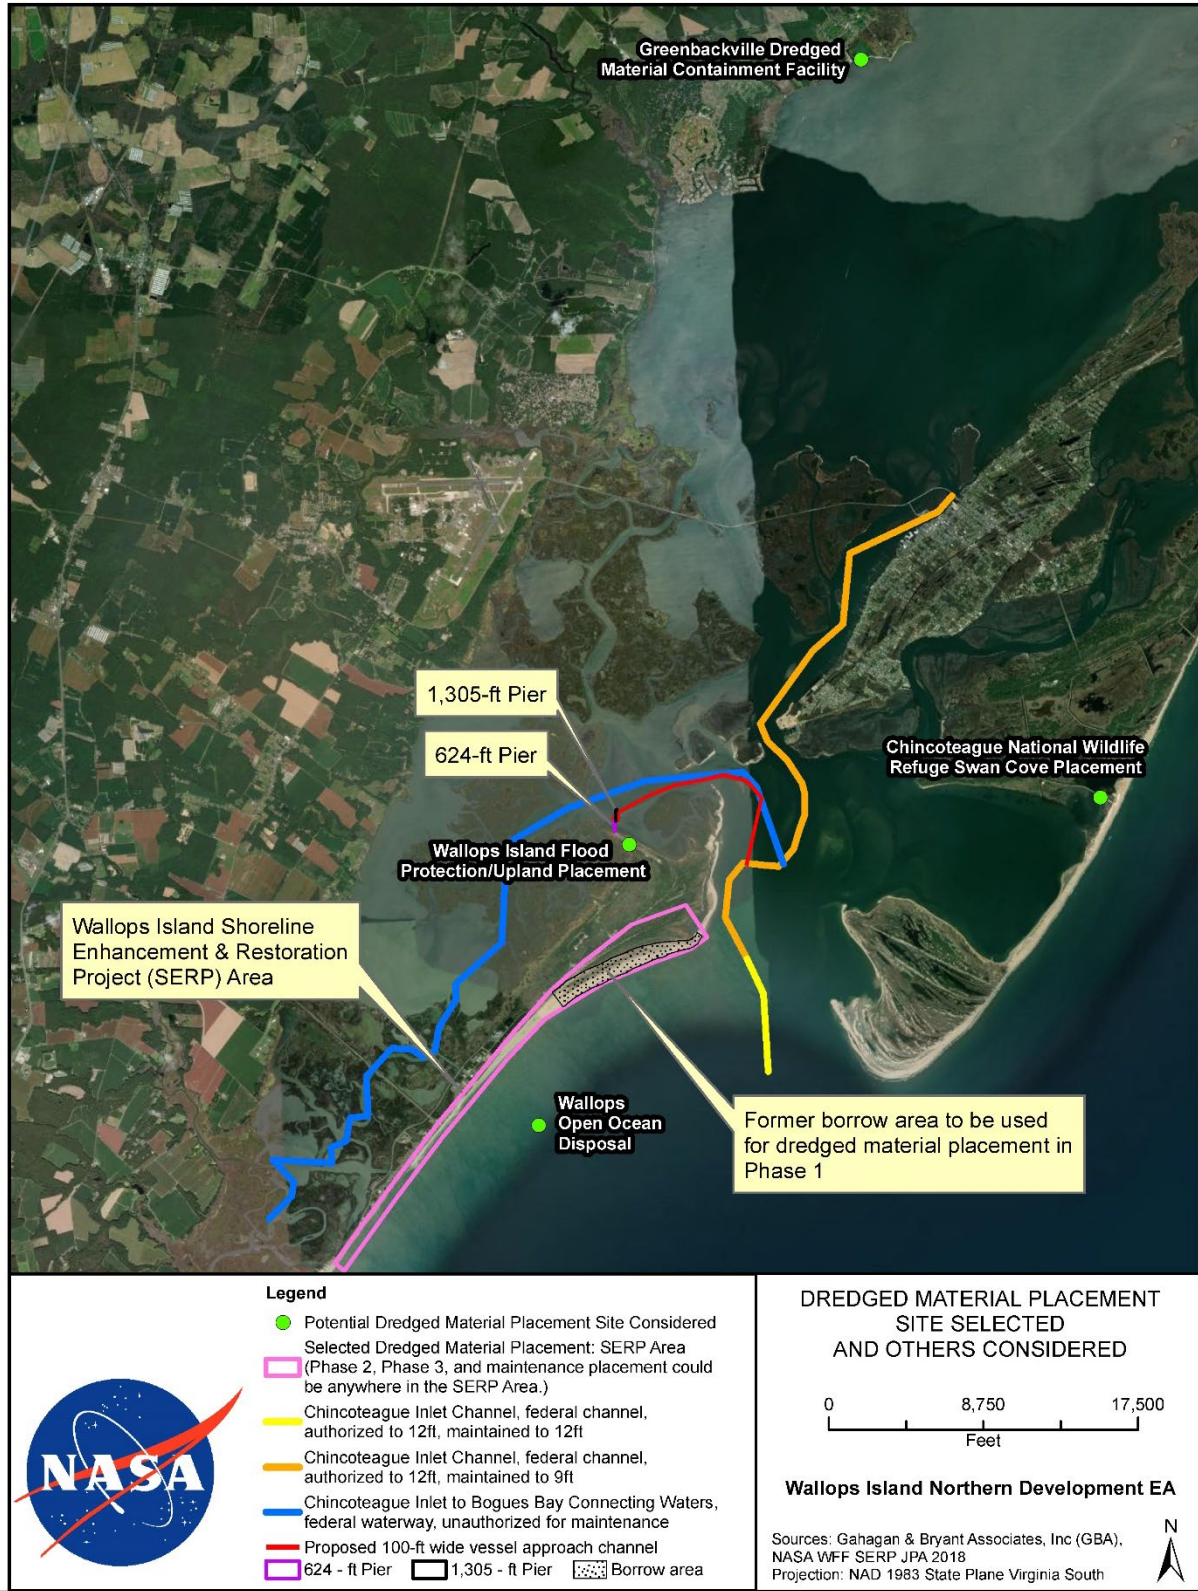 Greenbackville Dredged
Material Containment Facility
1,305-ft Pier
624-ft Pier
Chincoteague National Wildlife
Refuge Swan Cove Placement
Wallops Island Flood
Protection/Upland Placement
Wallops Island Shoreline
Enhancement & Restoration
Project (SERP) Area
Wallops
Open Ocean
Disposal
Former borrow area to be used
for dredged material placement in
Phase 1
NASA
Legend
Potential Dredged Material Placement Site Considered
Selected Dredged Material Placement: SERP Area
(Phase 2, Phase 3, and maintenance placement could
be anywhere in the SERP Area.)
Chincoteague Inlet Channel, federal channel,
authorized to 12ft, maintained to 12ft
Chincoteague Inlet Channel, federal channel,
authorized to 12ft, maintained to 9ft
Chincoteague Inlet to Bogues Bay Connecting Waters,
federal waterway, unauthorized for maintenance
Proposed 100-ft wide vessel approach channel
624 - ft Pier 1,305 - ft Pier Borrow area
DREDGED MATERIAL PLACEMENT
SITE SELECTED
AND OTHERS CONSIDERED
0 8,750 17,500
Feet
Wallops Island Northern Development EA
Sources: Gahagan & Bryant Associates, Inc (GBA),
NASA WFF SERP JPA 2018
Projection: NAD 1983 State Plane Virginia South
N